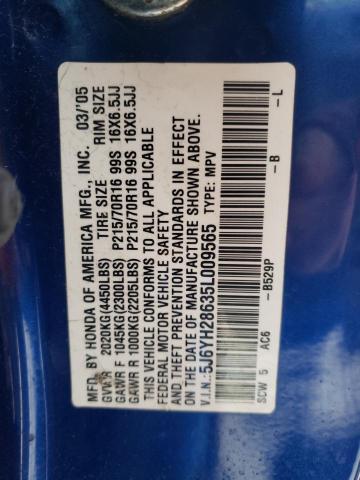 MFD. BY HONDA OF AMERICA MFG., INC. 03/'05
GVWR 2020KG(4450LBS) TIRE SIZE RIM SIZE
GAWR F 1045KG(2300LBS) P215/70R16 99S 16X6.5JJ
GAWR R 1000KG(2205LBS) P215/70R16 99S 16X6.5JJ
THIS VEHICLE CONFORMS TO ALL APPLICABLE
FEDERAL MOTOR VEHICLE SAFETY
AND THEFT PREVENTION STANDARDS IN EFFECT
ON THE DATE OF MANUFACTURE SHOWN ABOVE.
V.I.N.: 5J6YH28635L009565 TYPE: MPV
SCW 5 AC6 -B529P -B -L